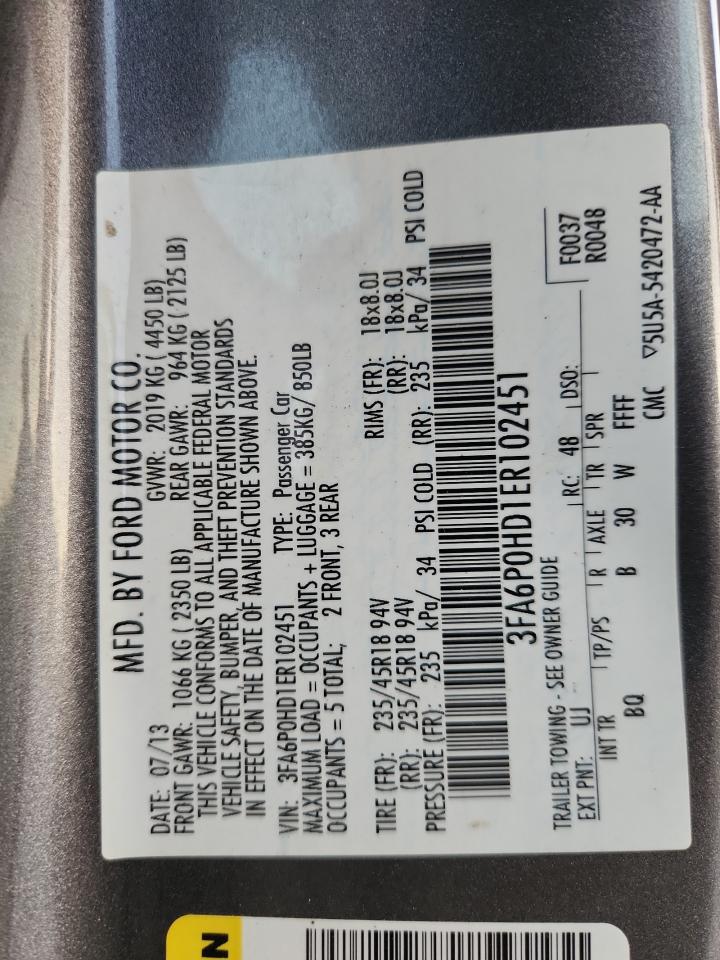 MFD. BY FORD MOTOR CO.
DATE: 07/13 GVWR: 2019 KG ( 4450 LB)
FRONT GAWR: 1066 KG ( 2350 LB) REAR GAWR: 964 KG ( 2125 LB)
THIS VEHICLE CONFORMS TO ALL APPLICABLE FEDERAL MOTOR
VEHICLE SAFETY, BUMPER, AND THEFT PREVENTION STANDARDS
IN EFFECT ON THE DATE OF MANUFACTURE SHOWN ABOVE.
VIN: 3FA6P0HD1ER102451 TYPE: Passenger Car
MAXIMUM LOAD = OCCUPANTS + LUGGAGE = 385KG/ 850LB
OCCUPANTS = 5 TOTAL; 2 FRONT, 3 REAR
TIRE (FR): 235/45R18 94V RIMS (FR): 18x8.0J
(RR): 235/45R18 94V (RR): 18x8.0J
PRESSURE (FR): 235 kPa/ 34 PSI COLD (RR): 235 kPa/ 34 PSI COLD
3FA6P0HD1ER102451
TRAILER TOWING - SEE OWNER GUIDE F0037
EXT PNT: UJ RC: 48 DSO: R0048
INT TR TP/PS R AXLE TR SPR
BQ B 30 W FFFF
CMC ▽5U5A-5420472-AA